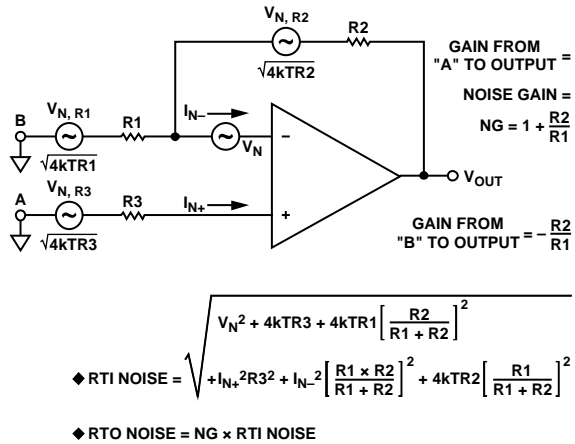 V_N, R2
R2
√4kTR2
GAIN FROM
"A" TO OUTPUT =
NOISE GAIN =
NG = 1 + R2/R1
B
V_N, R1
R1
I_N–
√4kTR1
V_N
–
A
V_N, R3
R3
I_N+
√4kTR3
+
V_OUT
GAIN FROM
"B" TO OUTPUT = – R2/R1
◆ RTI NOISE = √ V_N² + 4kTR3 + 4kTR1 [R2/(R1 + R2)]²
+I_N+² R3² + I_N–² [(R1 × R2)/(R1 + R2)]² + 4kTR2 [R1/(R1 + R2)]²
◆ RTO NOISE = NG × RTI NOISE